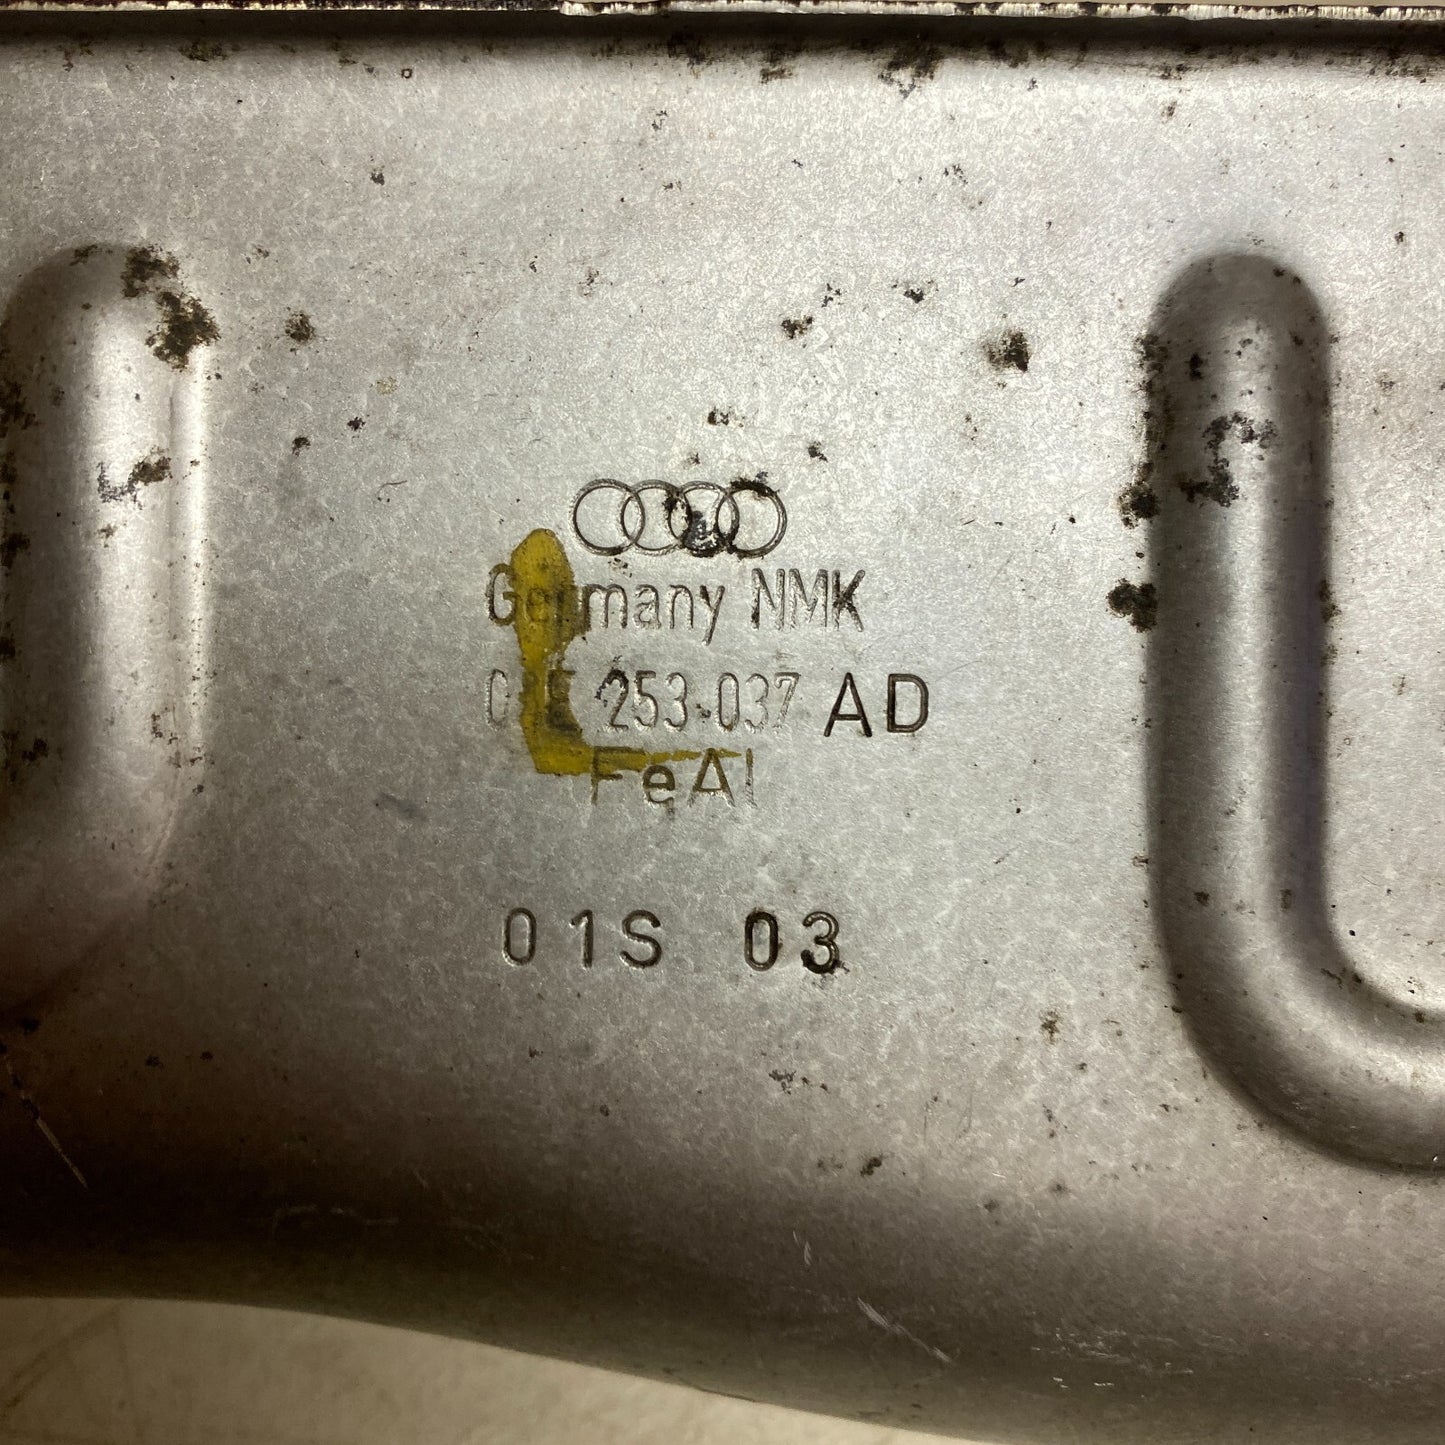 Germany NMK
253 037 AD
FeAl
01S 03